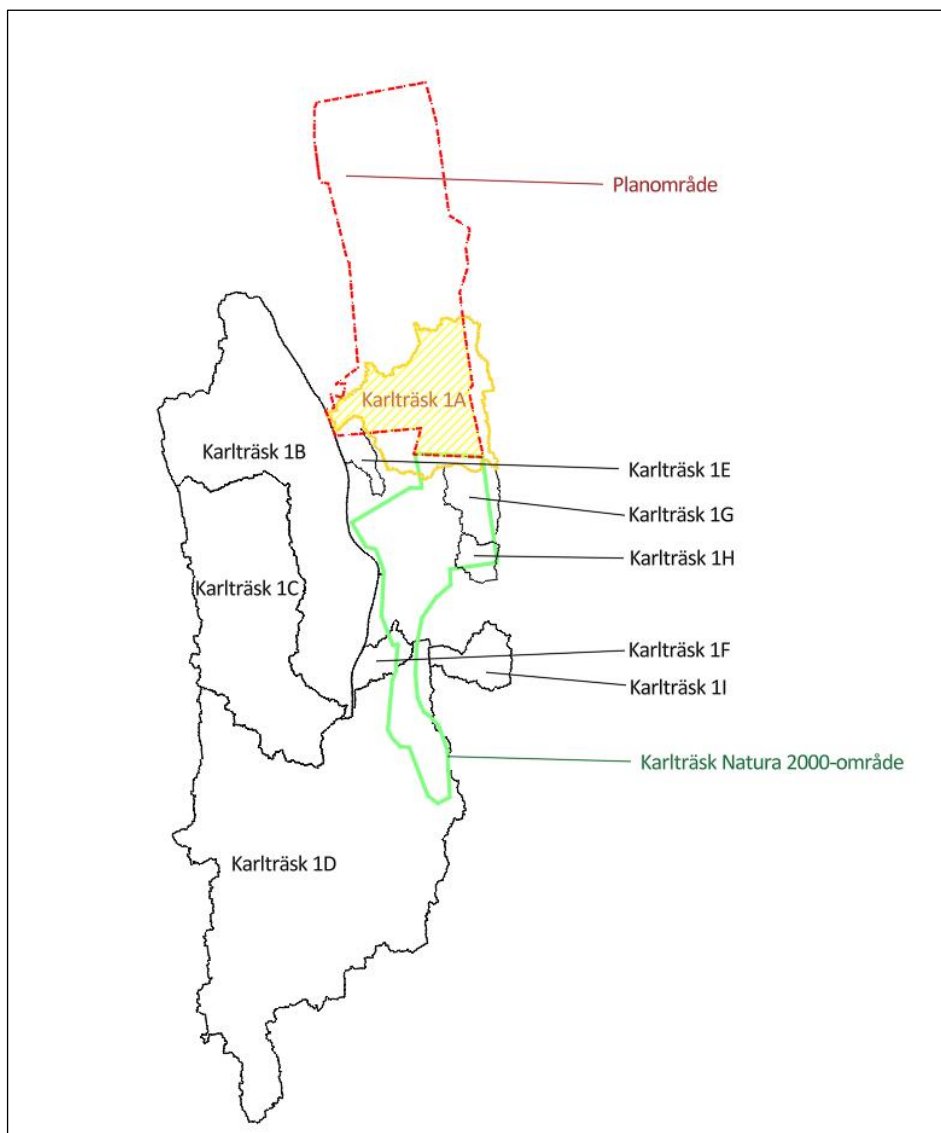 Planområde
Karlträsk 1A
Karlträsk 1B
Karlträsk 1E
Karlträsk 1G
Karlträsk 1H
Karlträsk 1C
Karlträsk 1F
Karlträsk 1I
Karlträsk Natura 2000-område
Karlträsk 1D